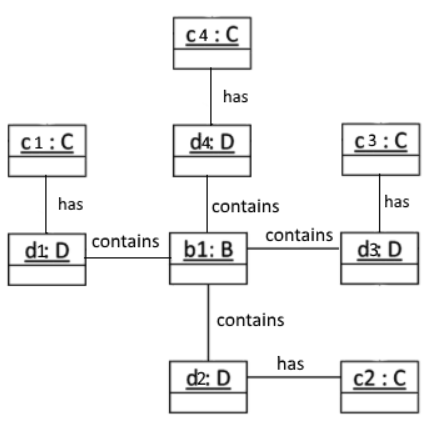 c4 : C
has
c1 : C
d4: D
c3 : C
has
contains
has
d1: D
contains
b1: B
contains
d3: D
contains
d2: D
has
c2 : C